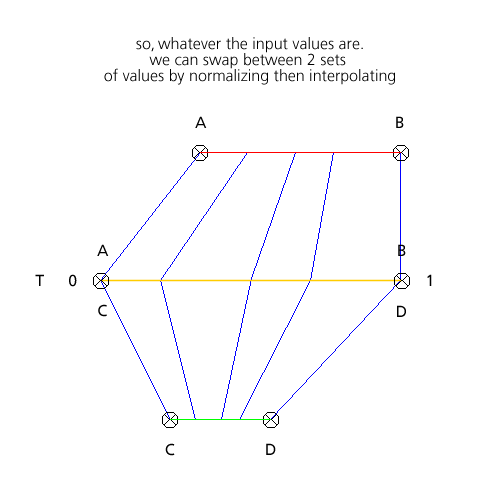 so, whatever the input values are.
we can swap between 2 sets
of values by normalizing then interpolating
A B
A B
T 0 1
C D
C D